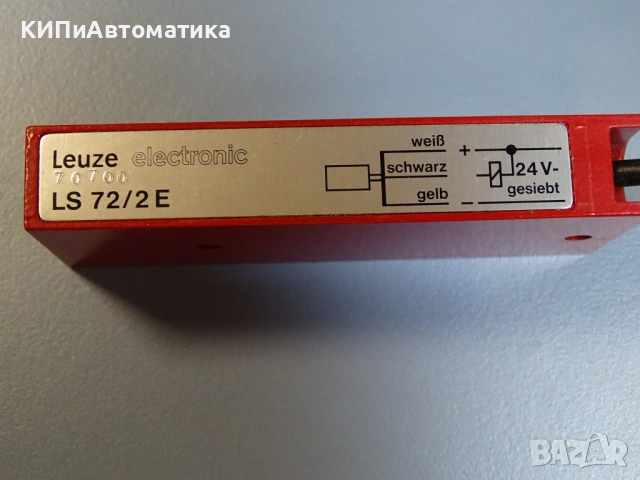 КИПиАвтоматика
Leuze electronic
76700
LS 72/2 E
weiß +
schwarz
gelb −
24 V-
gesiebt
BAZAR